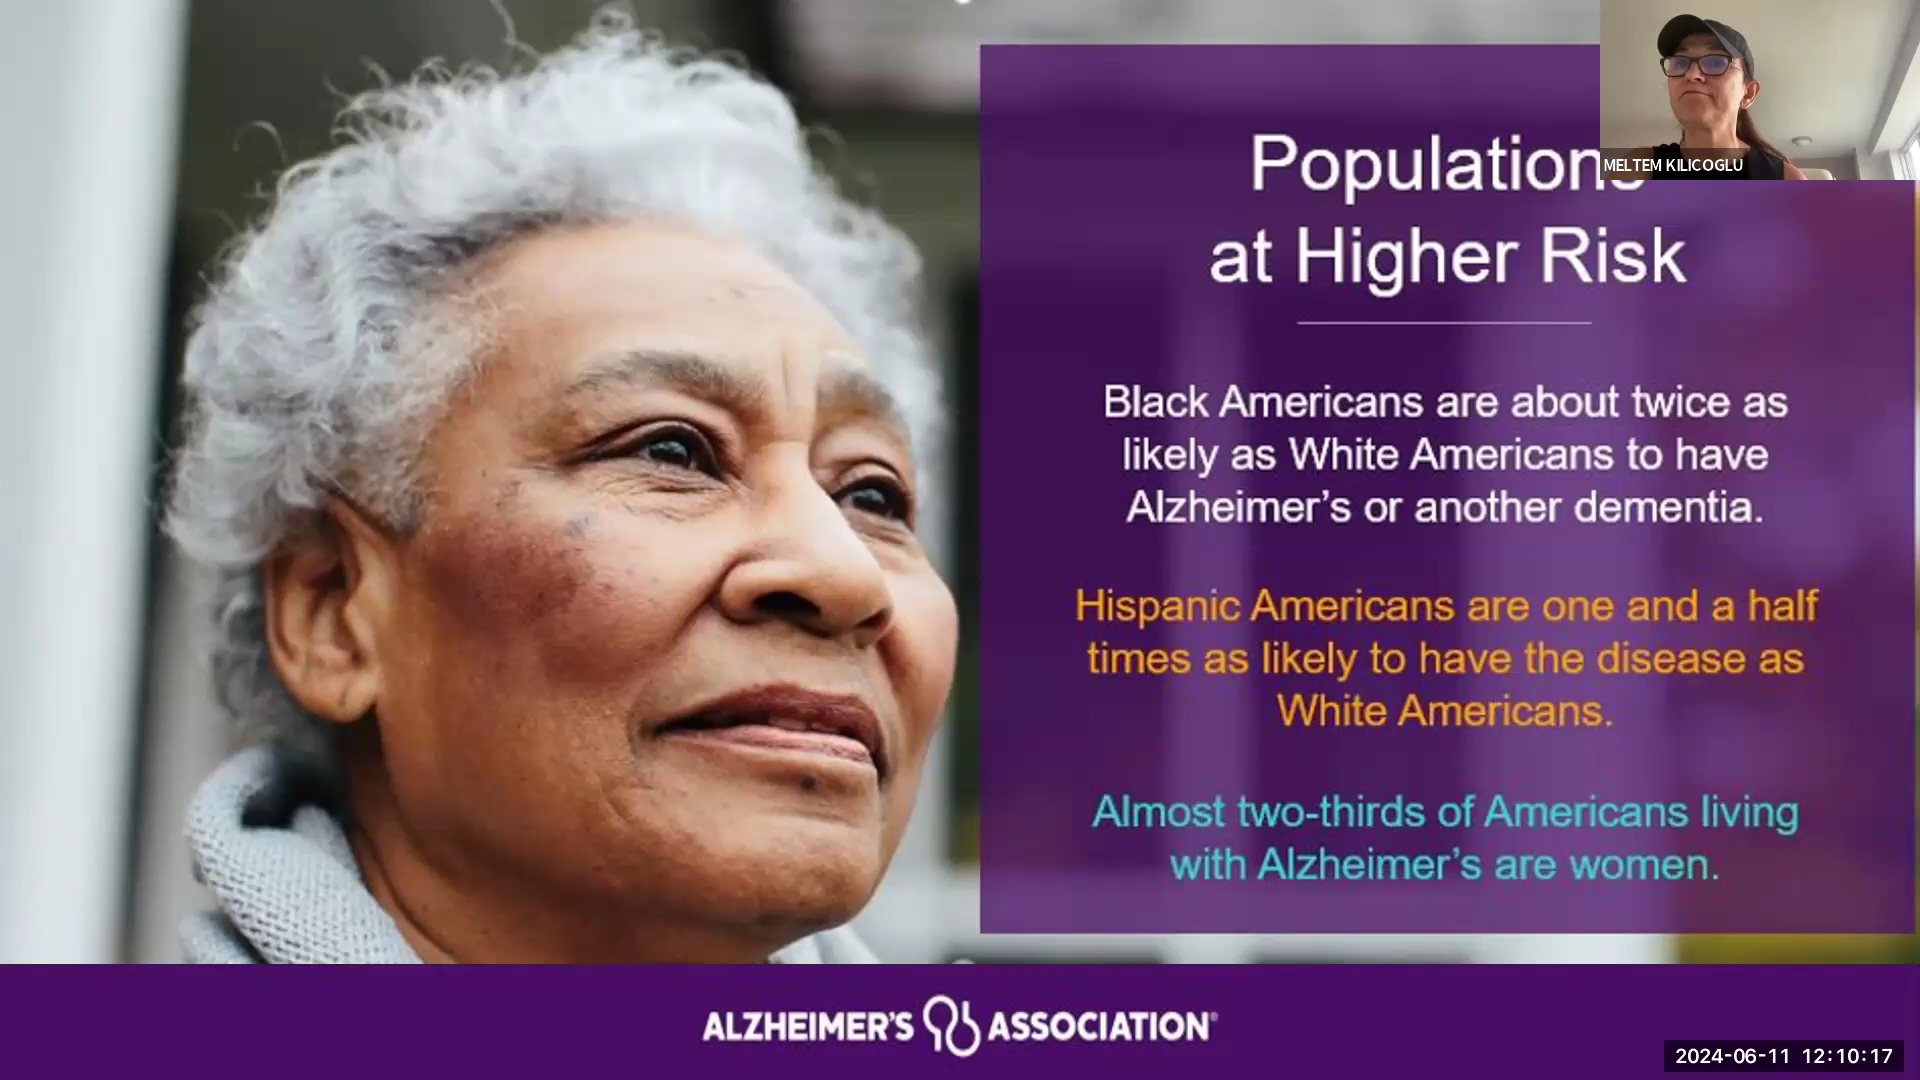 Populations
at Higher Risk
MELTEM KILICOGLU
Black Americans are about twice as
likely as White Americans to have
Alzheimer’s or another dementia.
Hispanic Americans are one and a half
times as likely to have the disease as
White Americans.
Almost two-thirds of Americans living
with Alzheimer’s are women.
ALZHEIMER'S ASSOCIATION®
2024-06-11 12:10:17